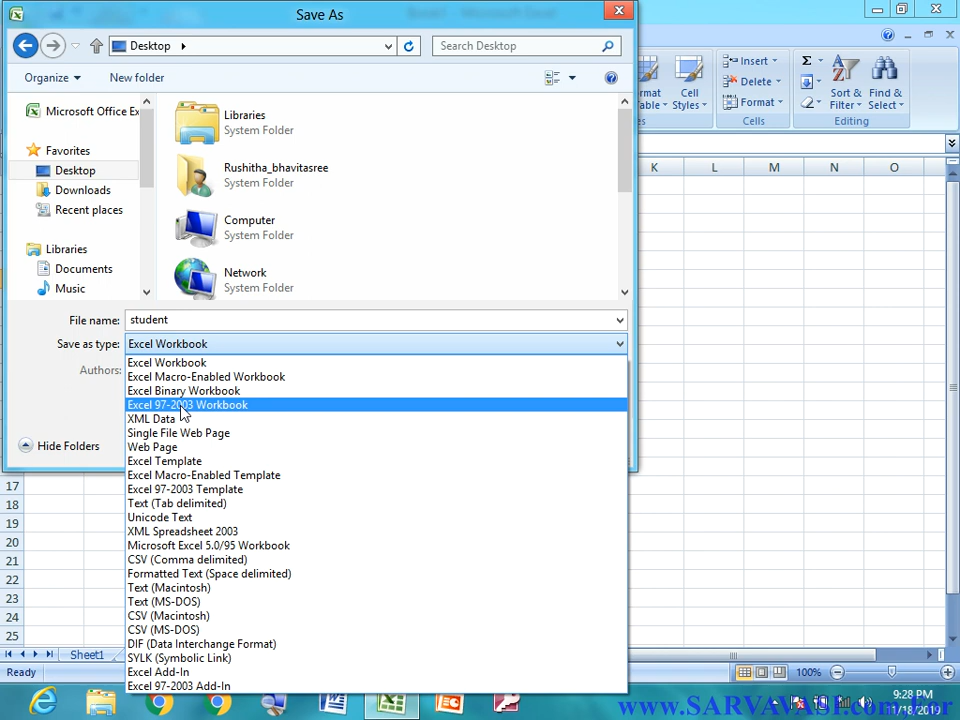 Save As
Desktop
Search Desktop
Organize
New folder
Microsoft Office Ex
Favorites
Desktop
Downloads
Recent places
Libraries
Documents
Music
Libraries
System Folder
Rushitha_bhavitasree
System Folder
Computer
System Folder
Network
System Folder
File name: student
Save as type: Excel Workbook
Authors:
Hide Folders
Excel Workbook
Excel Macro-Enabled Workbook
Excel Binary Workbook
Excel 97-2003 Workbook
XML Data
Single File Web Page
Web Page
Excel Template
Excel Macro-Enabled Template
Excel 97-2003 Template
Text (Tab delimited)
Unicode Text
XML Spreadsheet 2003
Microsoft Excel 5.0/95 Workbook
CSV (Comma delimited)
Formatted Text (Space delimited)
Text (Macintosh)
Text (MS-DOS)
CSV (Macintosh)
CSV (MS-DOS)
DIF (Data Interchange Format)
SYLK (Symbolic Link)
Excel Add-In
Excel 97-2003 Add-In
rmat Cell
able Styles
es
Insert
Delete
Format
Cells
Sort & Find &
Filter Select
Editing
K L M N O
17
18
19
20
21
22
23
24
25
Sheet1
Ready
100%
9:28 PM
www.SARVAVASI.com